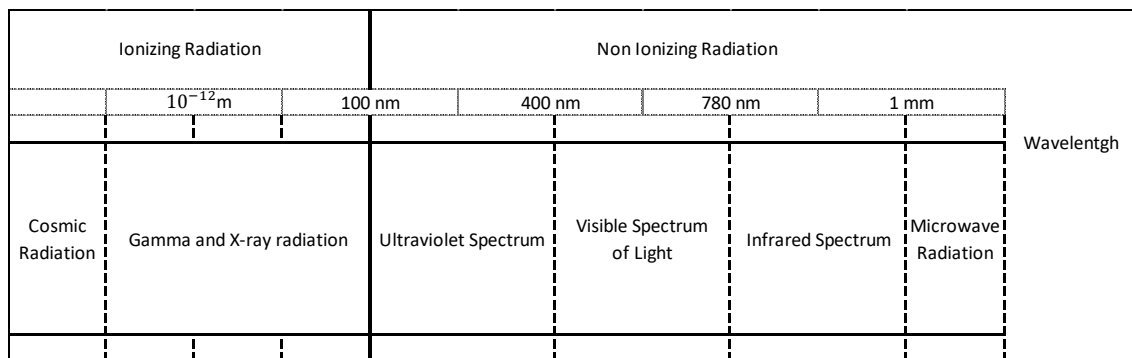 Ionizing Radiation
Non Ionizing Radiation
10⁻¹²m
100 nm
400 nm
780 nm
1 mm
Wavelentgh
Cosmic
Radiation
Gamma and X-ray radiation
Ultraviolet Spectrum
Visible Spectrum
of Light
Infrared Spectrum
Microwave
Radiation